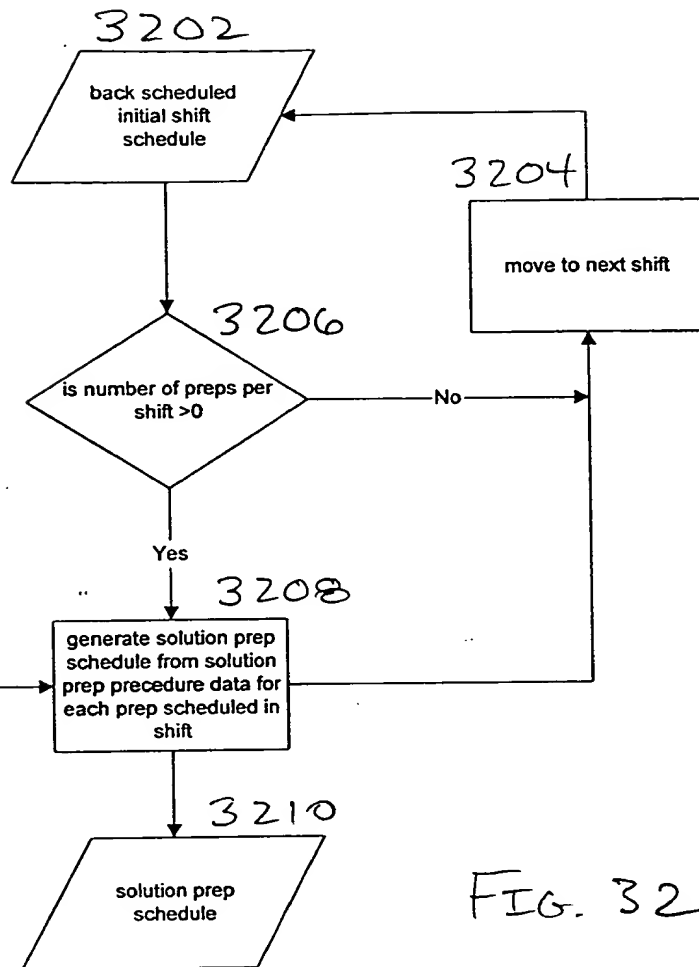 3202
back scheduled
initial shift
schedule
3204
move to next shift
3206
is number of preps per
shift >0
No
Yes
3208
generate solution prep
schedule from solution
prep precedure data for
each prep scheduled in
shift
3210
solution prep
schedule
FIG. 32